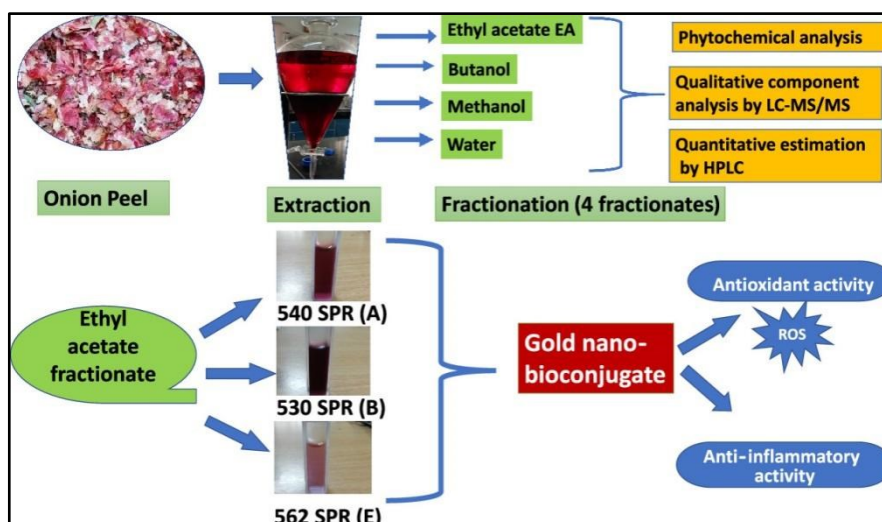 Ethyl acetate EA
Butanol
Methanol
Water
Phytochemical analysis
Qualitative component
analysis by LC-MS/MS
Quantitative estimation
by HPLC
Onion Peel
Extraction
Fractionation (4 fractionates)
Ethyl
acetate
fractionate
540 SPR (A)
530 SPR (B)
562 SPR (E)
Gold nano-
bioconjugate
Antioxidant activity
ROS
Anti-inflammatory
activity